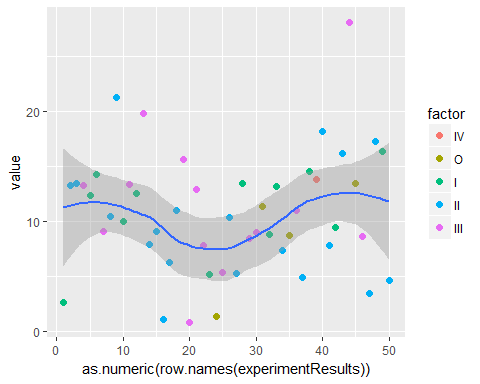 value
20
10
0
0
10
20
30
40
50
as.numeric(row.names(experimentResults))
factor
IV
O
I
II
III